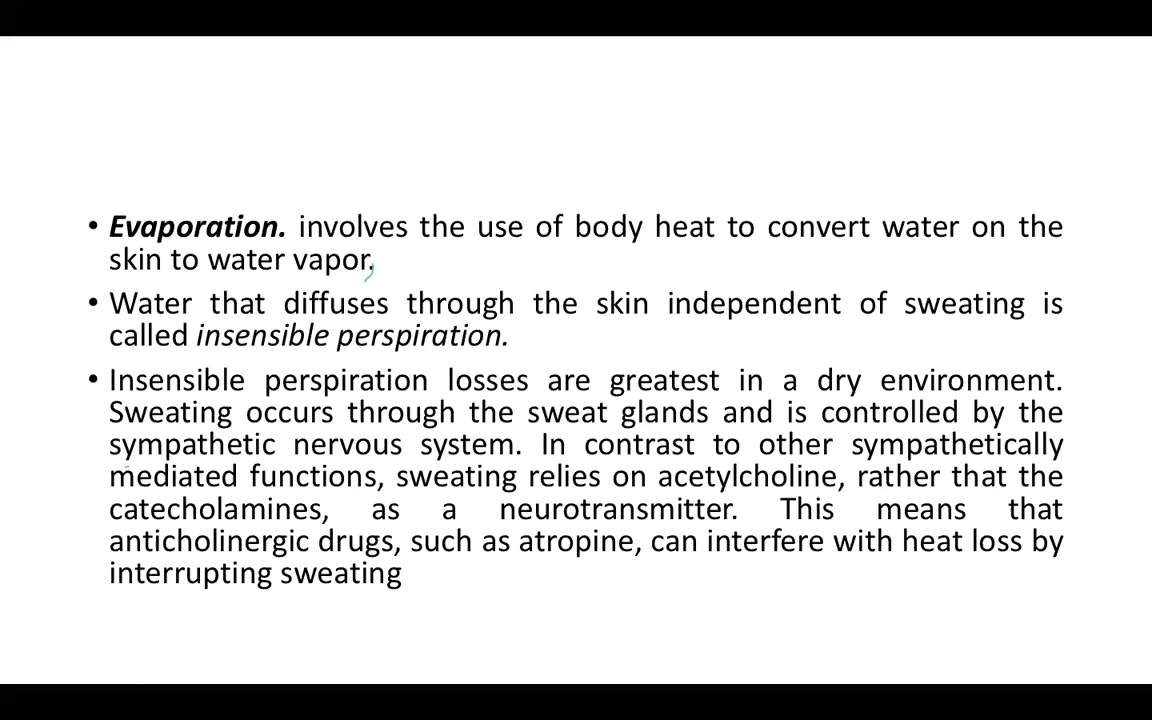 • Evaporation. involves the use of body heat to convert water on the
skin to water vapor.
• Water that diffuses through the skin independent of sweating is
called insensible perspiration.
• Insensible perspiration losses are greatest in a dry environment.
Sweating occurs through the sweat glands and is controlled by the
sympathetic nervous system. In contrast to other sympathetically
mediated functions, sweating relies on acetylcholine, rather that the
catecholamines, as a neurotransmitter. This means that
anticholinergic drugs, such as atropine, can interfere with heat loss by
interrupting sweating